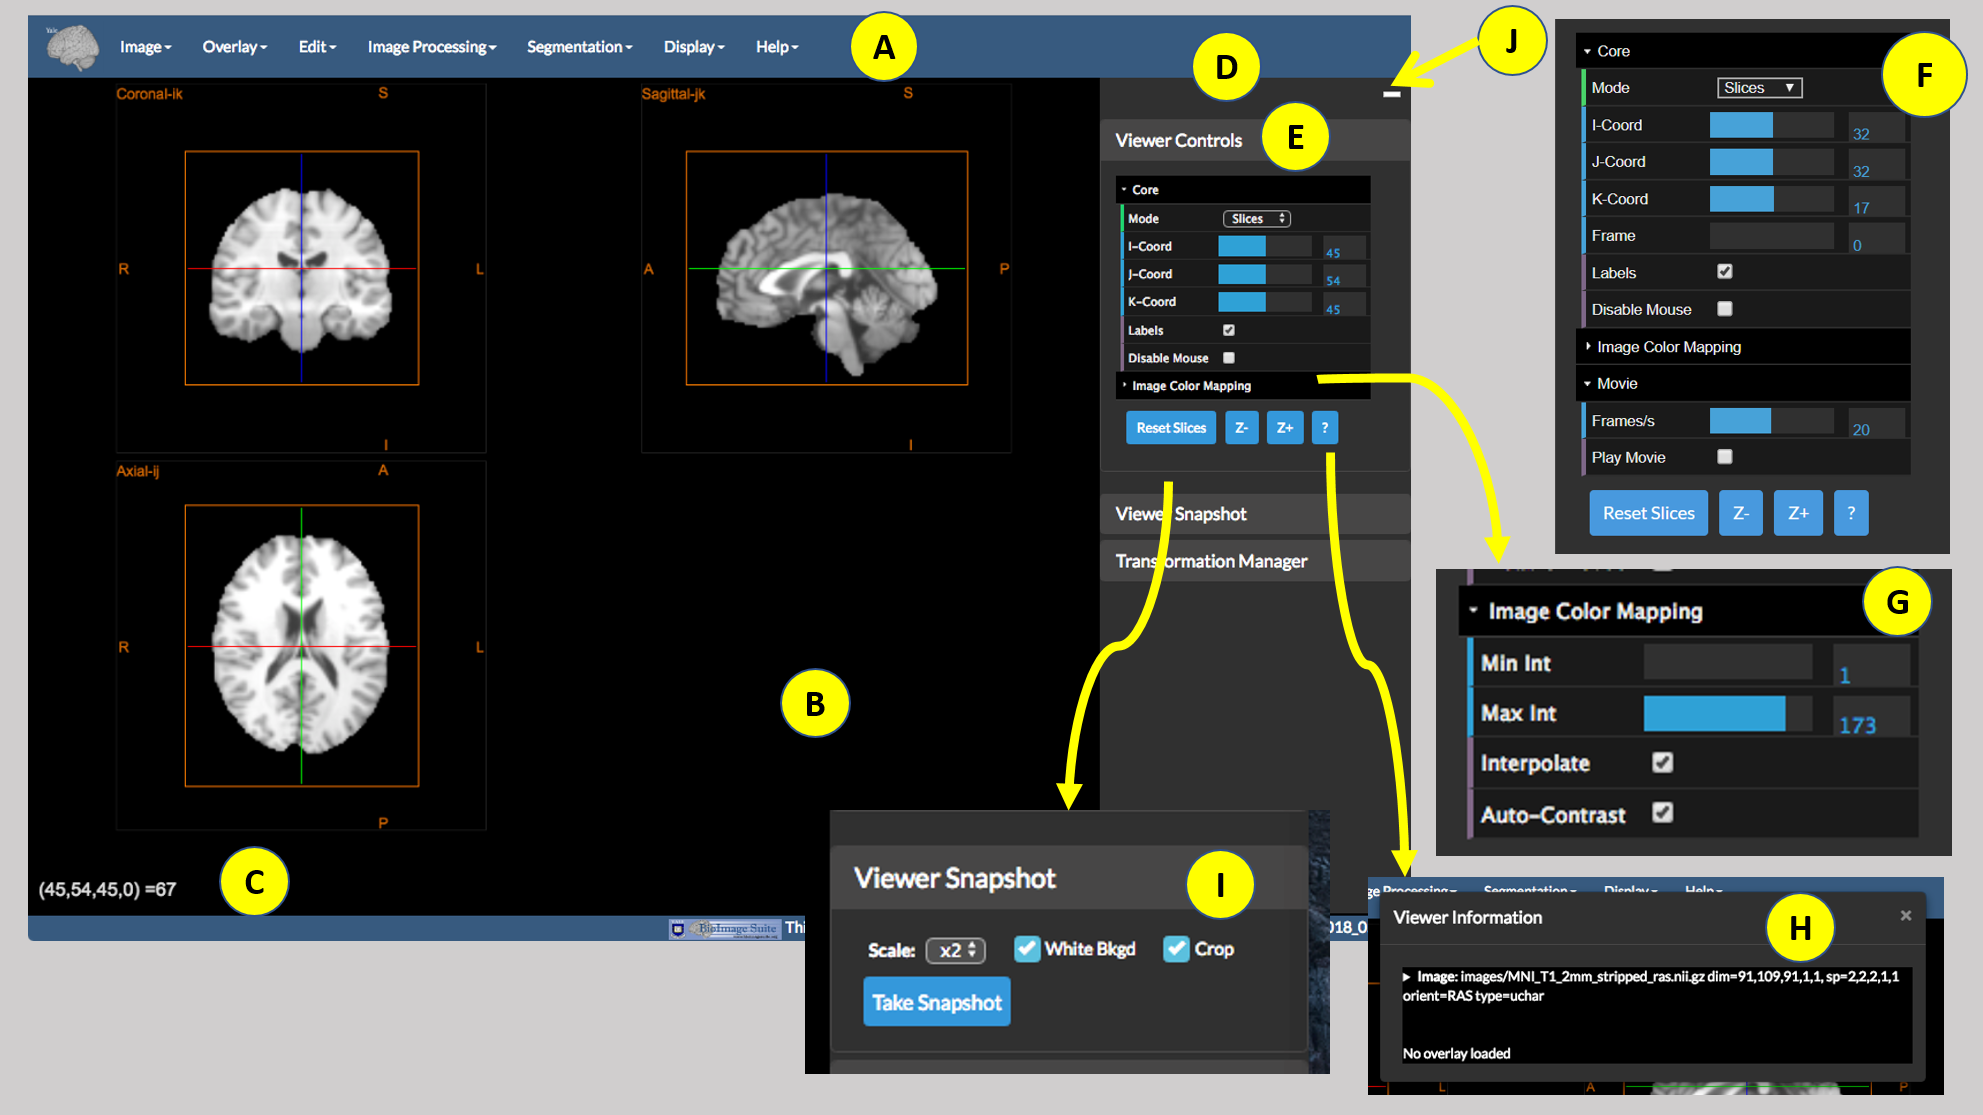 Yale
Image Overlay Edit Image Processing Segmentation Display Help
A
D
J
Coronal-ik S
R L
I
Sagittal-jk S
A P
I
Axial-ij A
R L
P
B
(45,54,45,0) =67
C
BioImage Suite Thi
018_0
Viewer Controls
E
Core
Mode Slices
I-Coord 45
J-Coord 54
K-Coord 45
Labels
Disable Mouse
Image Color Mapping
Reset Slices Z- Z+ ?
Viewer Snapshot
Transformation Manager
F
Core
Mode Slices
I-Coord 32
J-Coord 32
K-Coord 17
Frame 0
Labels
Disable Mouse
Image Color Mapping
Movie
Frames/s 20
Play Movie
Reset Slices Z- Z+ ?
G
Image Color Mapping
Min Int 1
Max Int 173
Interpolate
Auto-Contrast
I
Viewer Snapshot
Scale: x2 White Bkgd Crop
Take Snapshot
ge Processing Segmentation Display Help
H
Viewer Information ×
Image: images/MNI_T1_2mm_stripped_ras.nii.gz dim=91,109,91,1,1, sp=2,2,2,1,1
orient=RAS type=uchar
No overlay loaded
L A P